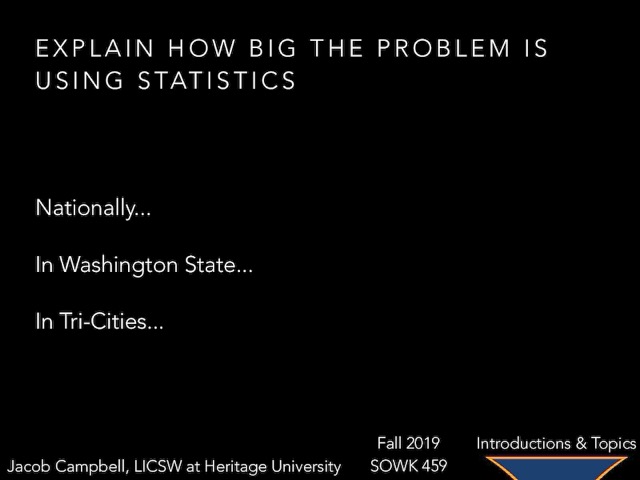 EXPLAIN HOW BIG THE PROBLEM IS
USING STATISTICS
Nationally...
In Washington State...
In Tri-Cities...
Fall 2019 Introductions & Topics
Jacob Campbell, LICSW at Heritage University SOWK 459